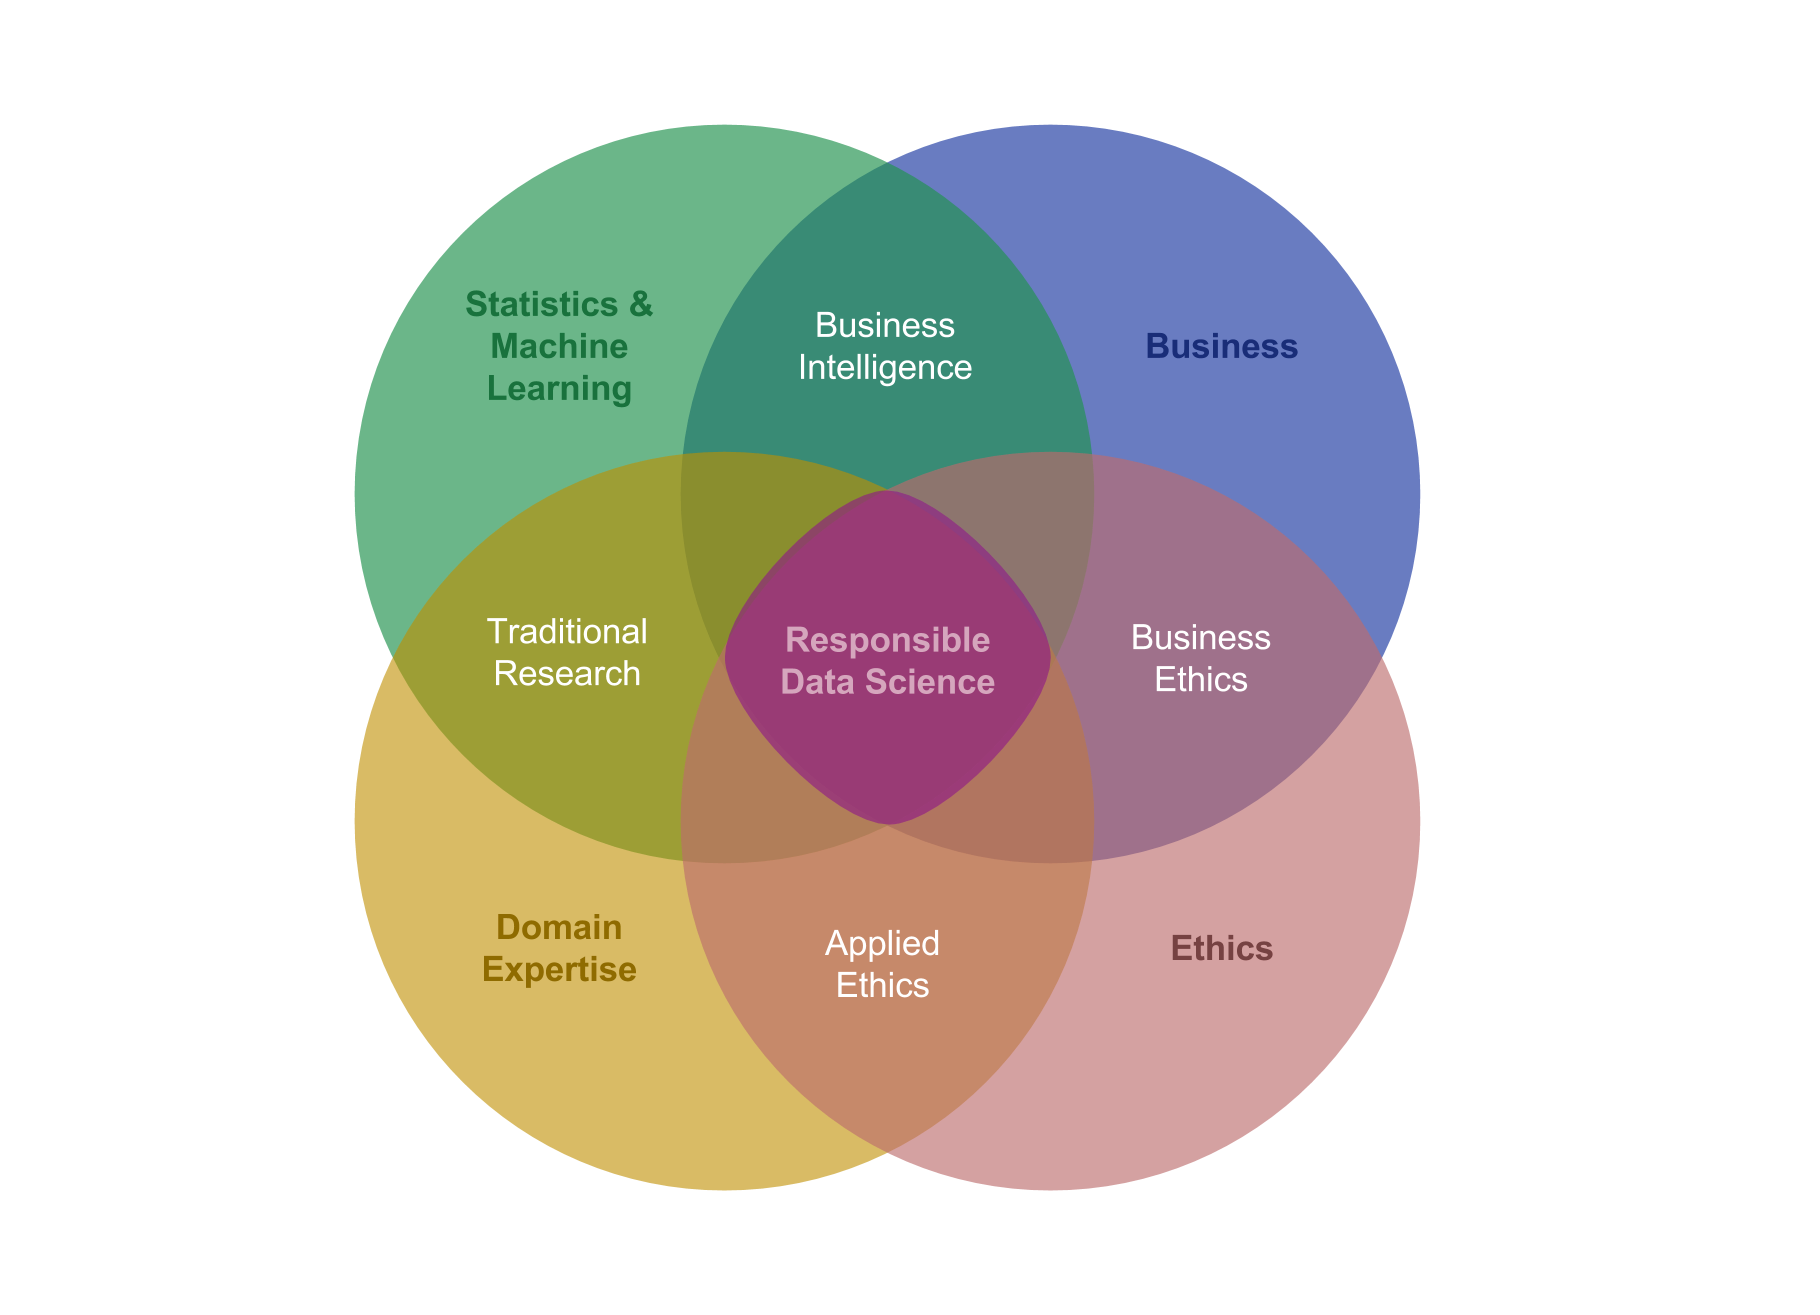 Statistics &
Machine
Learning
Business
Intelligence
Business
Traditional
Research
Responsible
Data Science
Business
Ethics
Domain
Expertise
Applied
Ethics
Ethics